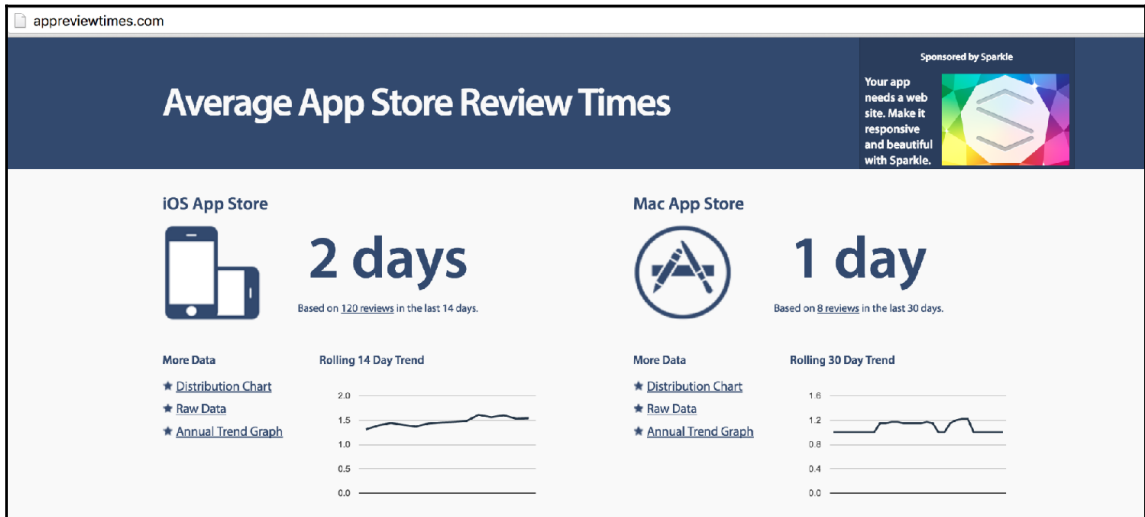 appreviewtimes.com
Average App Store Review Times
Sponsored by Sparkle
Your app
needs a web
site. Make it
responsive
and beautiful
with Sparkle.
iOS App Store
2 days
Based on 120 reviews in the last 14 days.
More Data
★ Distribution Chart
★ Raw Data
★ Annual Trend Graph
Rolling 14 Day Trend
2.0
1.5
1.0
0.5
0.0
Mac App Store
1 day
Based on 8 reviews in the last 30 days.
More Data
★ Distribution Chart
★ Raw Data
★ Annual Trend Graph
Rolling 30 Day Trend
1.6
1.2
0.8
0.4
0.0